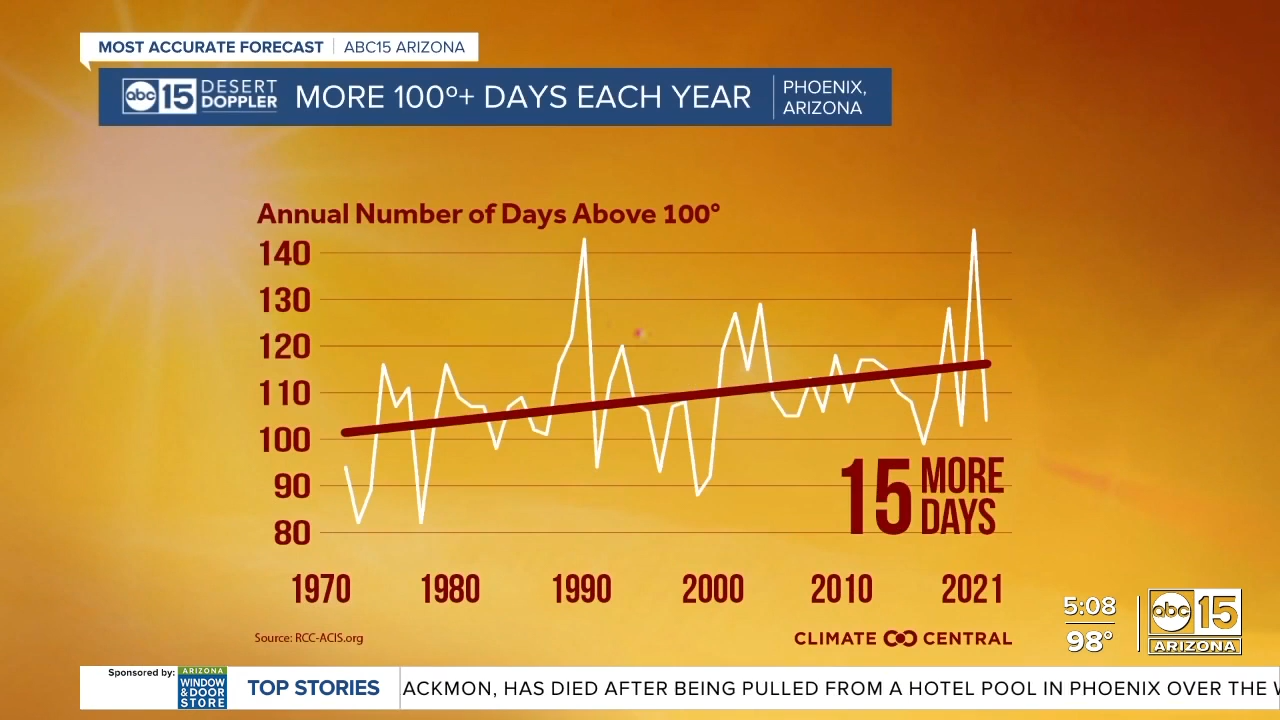 MOST ACCURATE FORECAST | ABC15 ARIZONA
abc 15 DESERT DOPPLER
MORE 100º+ DAYS EACH YEAR
PHOENIX,
ARIZONA
Annual Number of Days Above 100°
140
130
120
110
100
90
80
15 MORE
DAYS
1970 1980 1990 2000 2010 2021
Source: RCC-ACIS.org
CLIMATE CENTRAL
5:08
98°
abc 15
ARIZONA
Sponsored by:
ARIZONA
WINDOW
& DOOR
STORE
TOP STORIES
ACKMON, HAS DIED AFTER BEING PULLED FROM A HOTEL POOL IN PHOENIX OVER THE